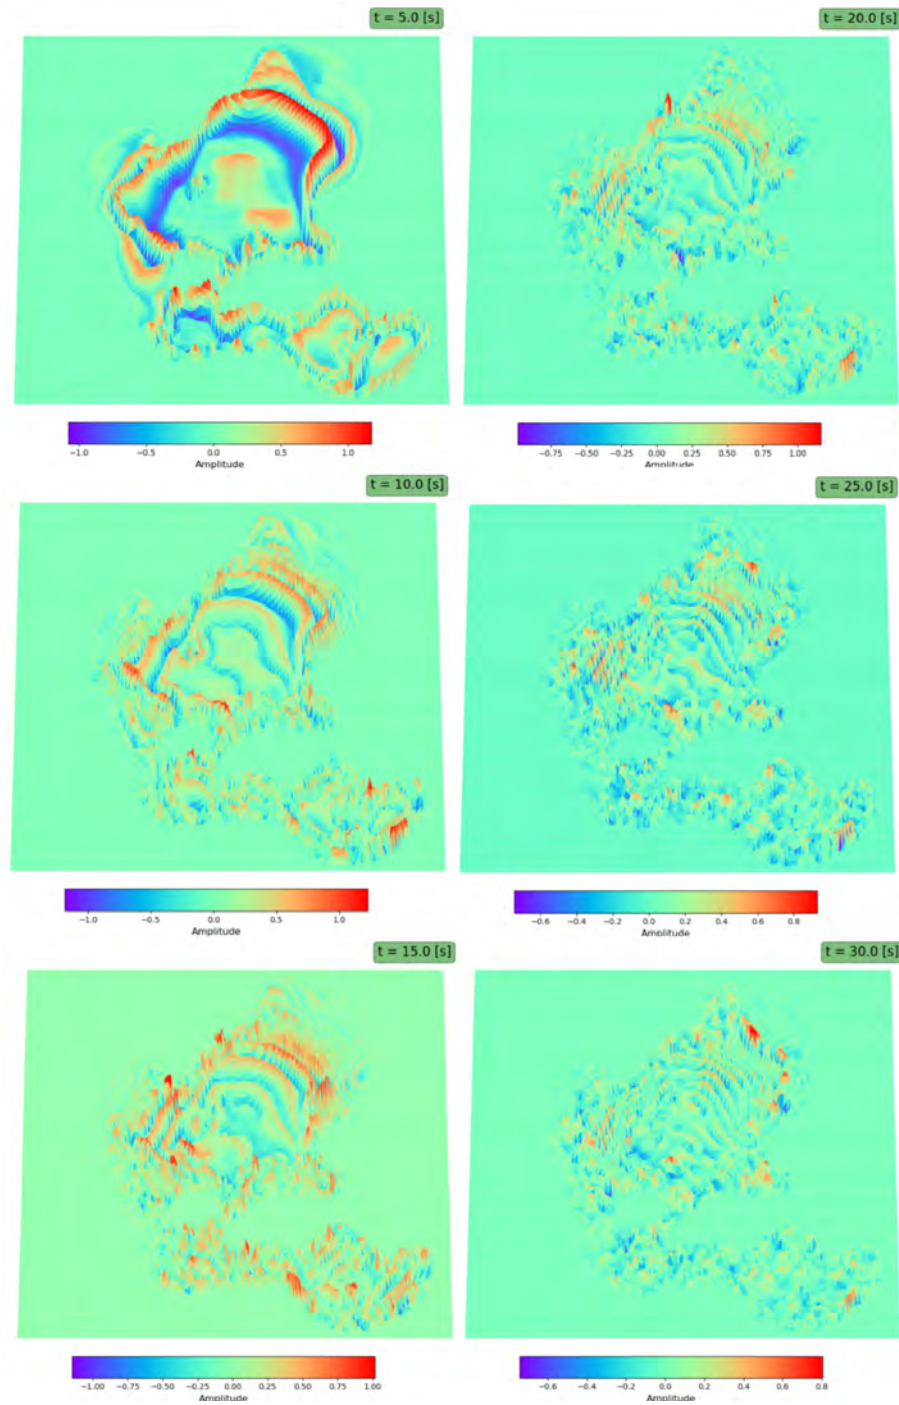 t = 5.0 [s]
−1.0 −0.5 0.0 0.5 1.0
Amplitude
t = 20.0 [s]
−0.75 −0.50 −0.25 0.00 0.25 0.50 0.75 1.00
Amplitude
t = 10.0 [s]
−1.0 −0.5 0.0 0.5 1.0
Amplitude
t = 25.0 [s]
−0.6 −0.4 −0.2 0.0 0.2 0.4 0.6 0.8
Amplitude
t = 15.0 [s]
−1.00 −0.75 −0.50 −0.25 0.00 0.25 0.50 0.75 1.00
Amplitude
t = 30.0 [s]
−0.6 −0.4 −0.2 0.0 0.2 0.4 0.6 0.8
Amplitude